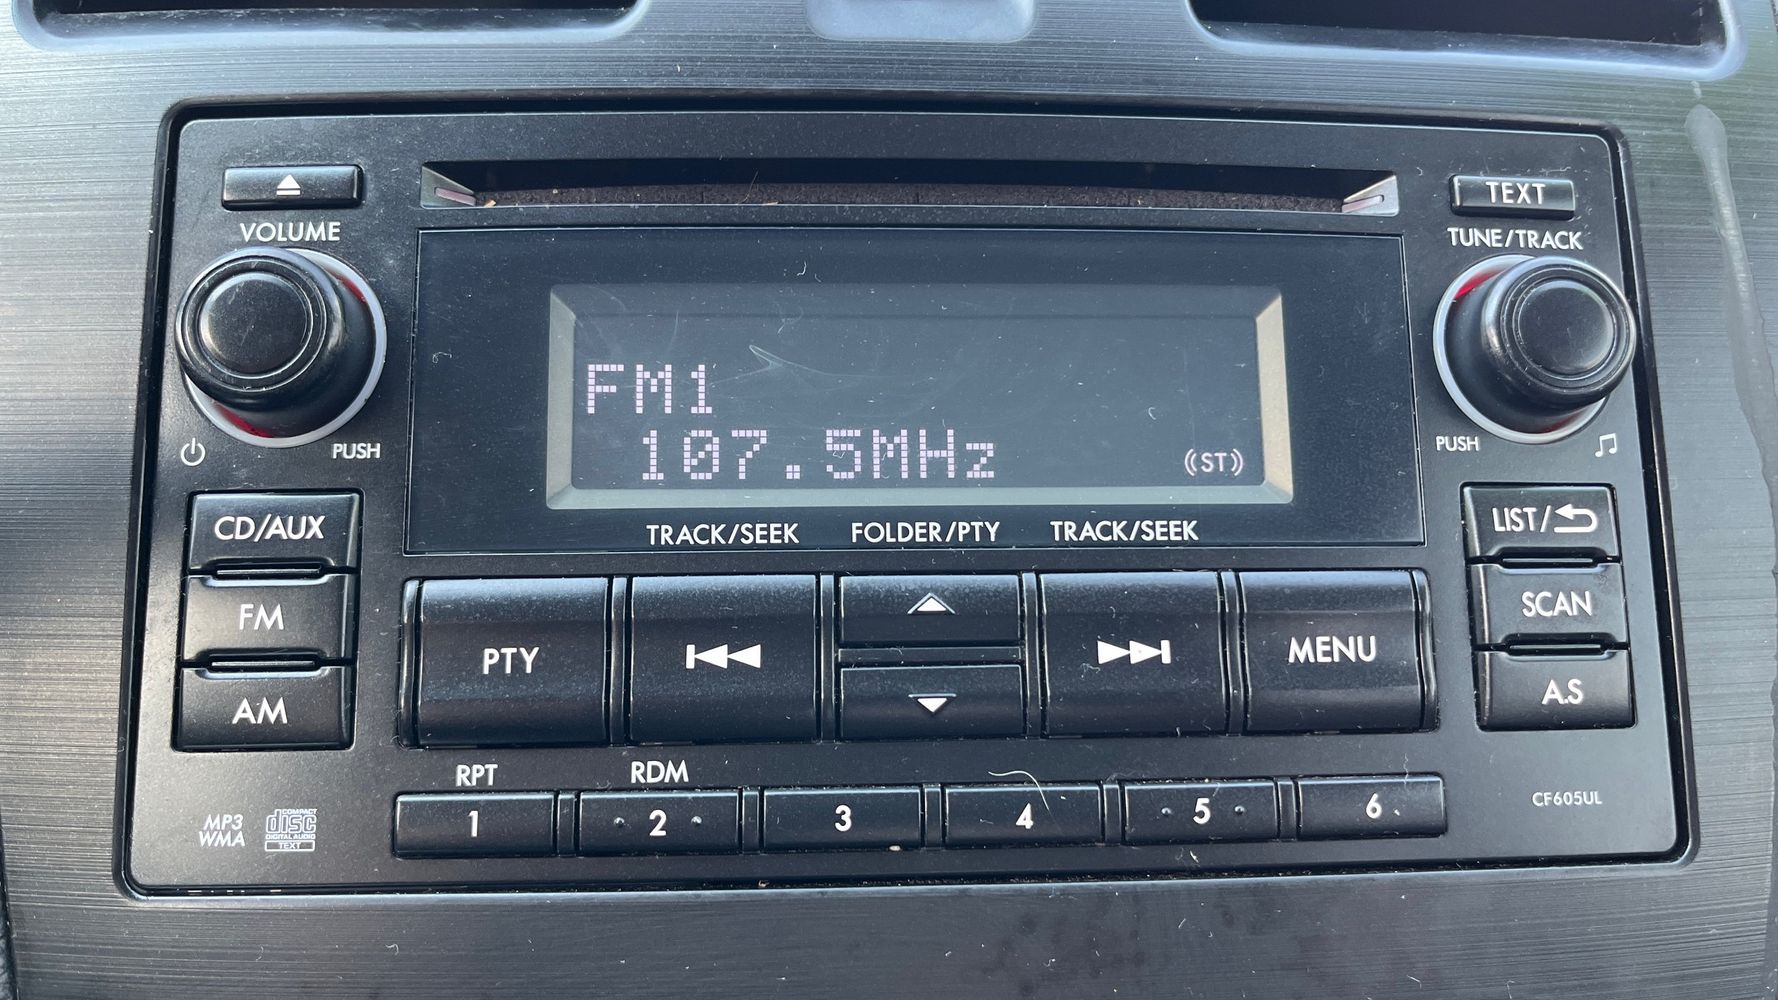 TEXT
VOLUME
TUNE/TRACK
FM1
107.5MHz
((ST))
PUSH
PUSH
TRACK/SEEK
FOLDER/PTY
TRACK/SEEK
CD/AUX
LIST/
FM
SCAN
PTY
MENU
AM
A.S
RPT
RDM
1
2
3
4
5
6
CF605UL
MP3
WMA
COMPACT
disc
DIGITAL AUDIO
TEXT